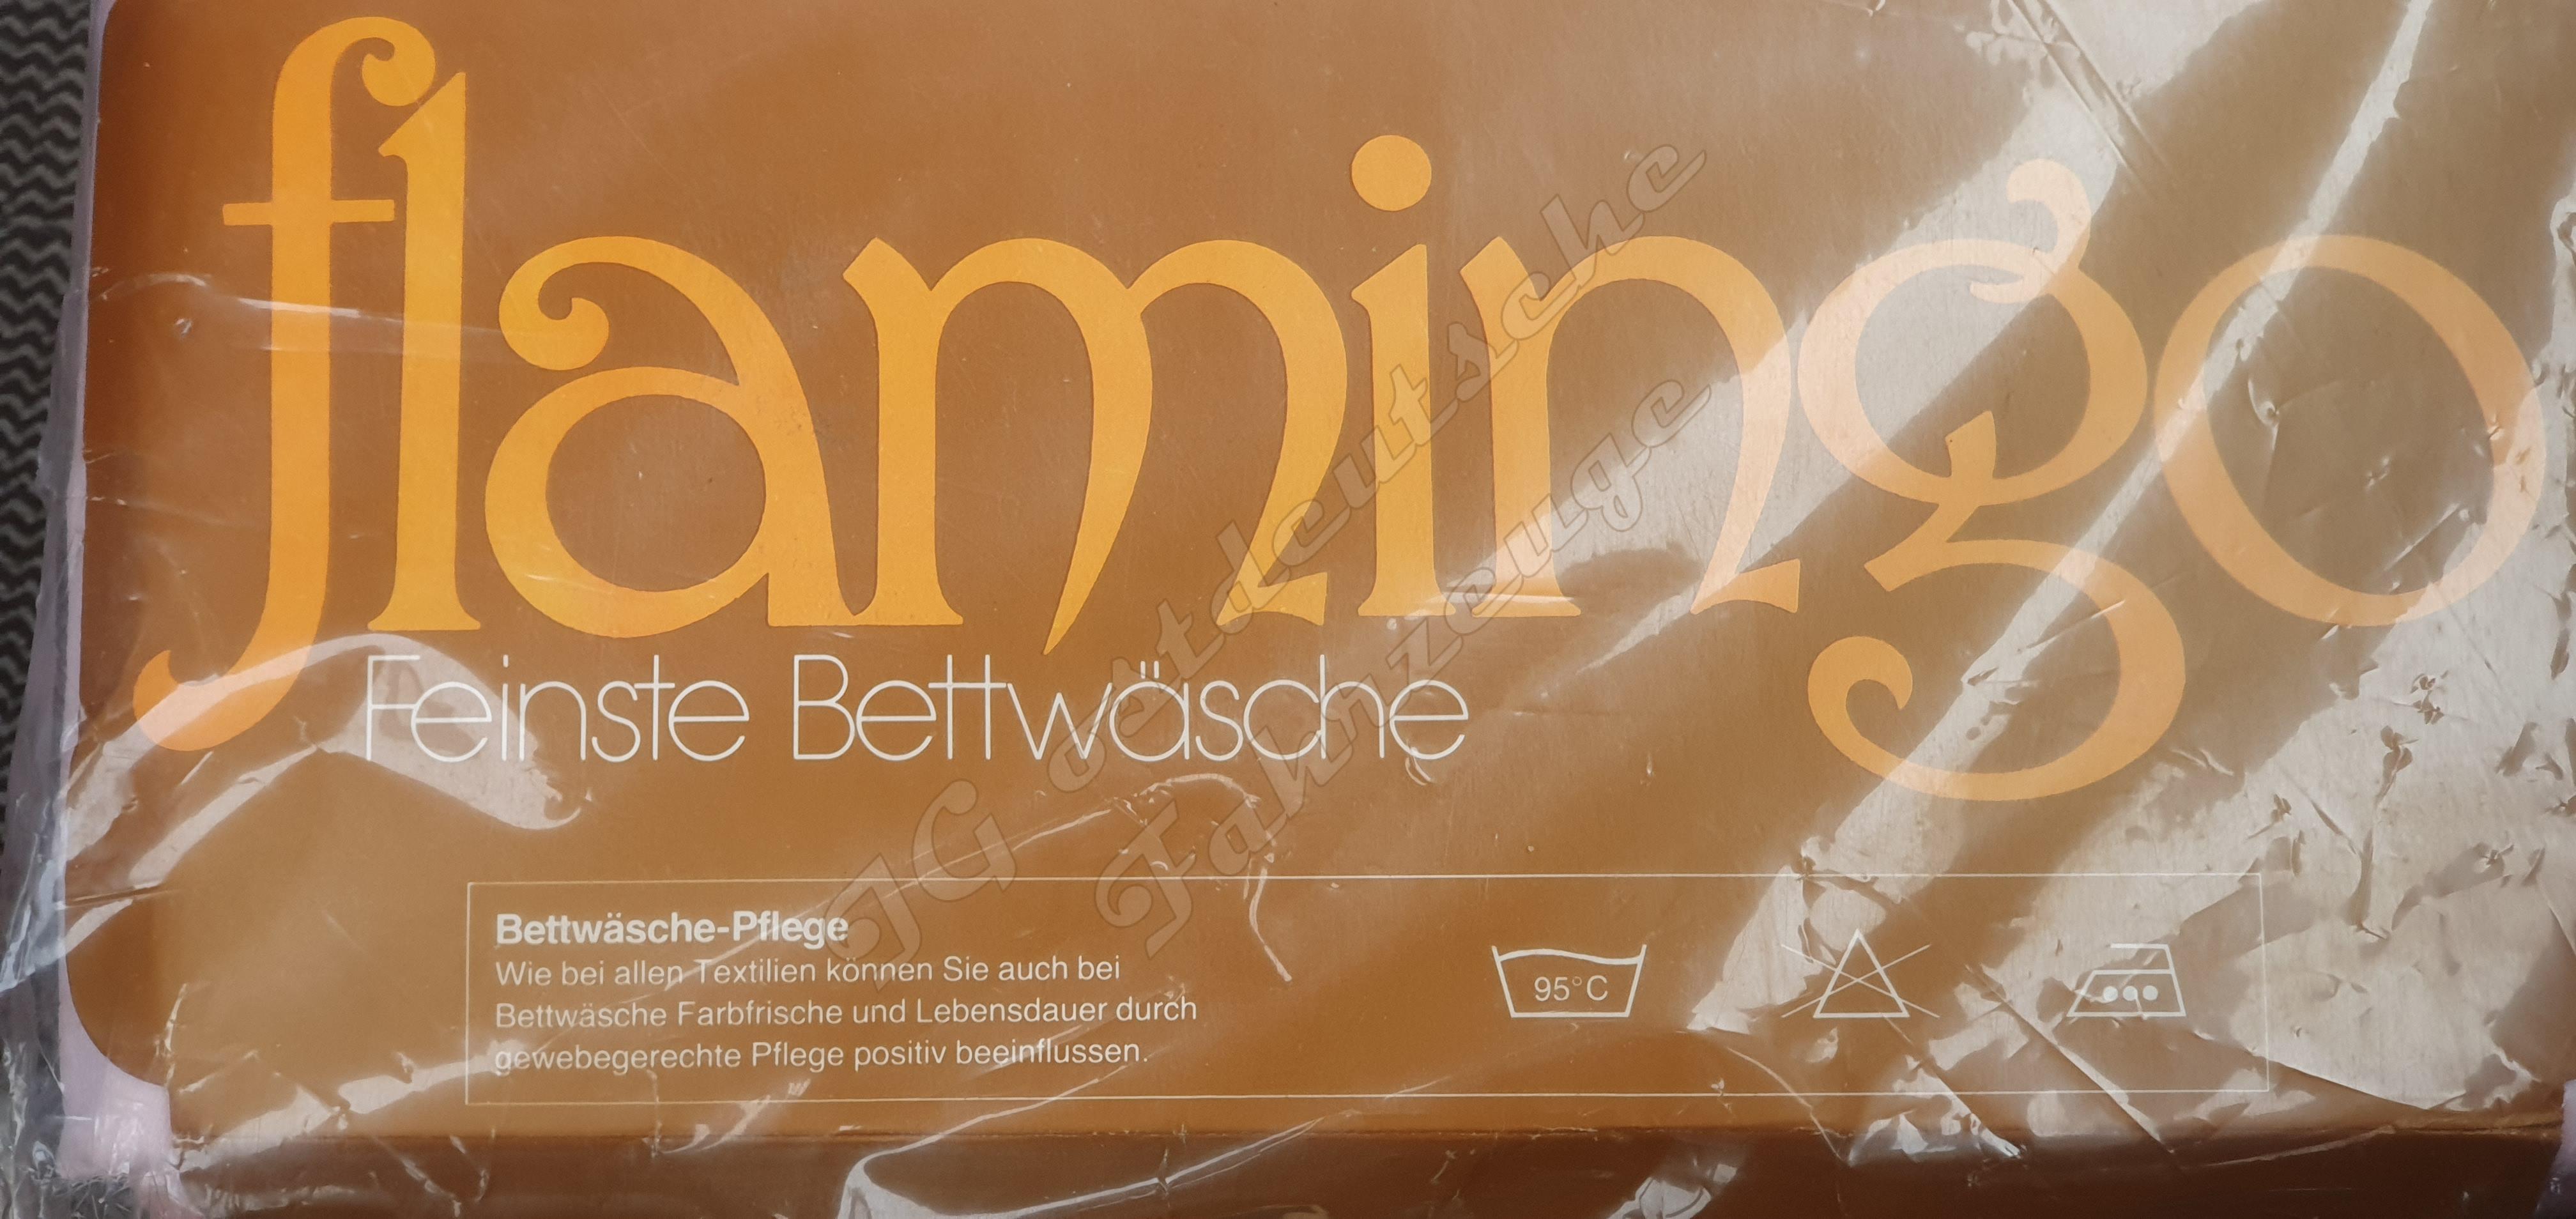 flamingo
Feinste Bettwäsche
Bettwäsche-Pflege
Wie bei allen Textilien können Sie auch bei
Bettwäsche Farbfrische und Lebensdauer durch
gewebegerechte Pflege positiv beeinflussen.
95°C
IG ostdeutsche
Fahrzeuge